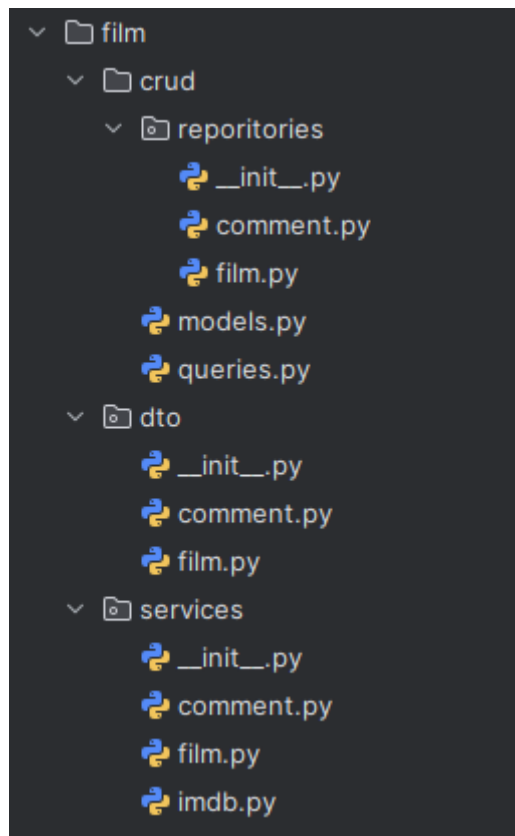 film
crud
reporitories
__init__.py
comment.py
film.py
models.py
queries.py
dto
__init__.py
comment.py
film.py
services
__init__.py
comment.py
film.py
imdb.py